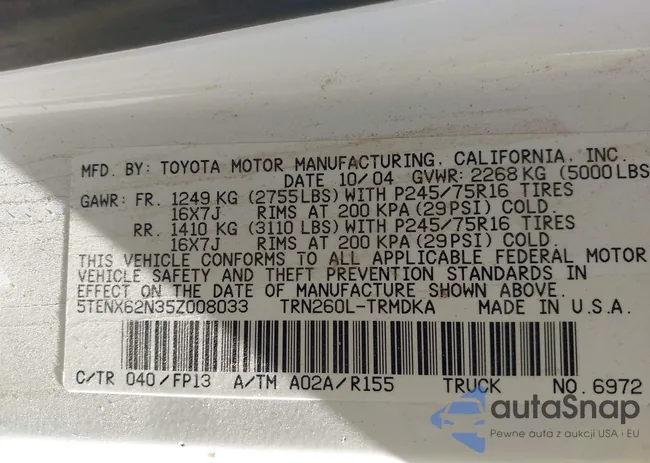 MFD. BY: TOYOTA MOTOR MANUFACTURING, CALIFORNIA, INC.
DATE 10/04 GVWR: 2268 KG (5000 LBS
GAWR: FR. 1249 KG (2755 LBS) WITH P245/75R16 TIRES
16X7J RIMS AT 200 KPA (29 PSI) COLD.
RR. 1410 KG (3110 LBS) WITH P245/75R16 TIRES
16X7J RIMS AT 200 KPA (29 PSI) COLD.
THIS VEHICLE CONFORMS TO ALL APPLICABLE FEDERAL MOTOR
VEHICLE SAFETY AND THEFT PREVENTION STANDARDS IN
EFFECT ON THE DATE OF MANUFACTURE SHOWN ABOVE.
5TENX62N35Z008033 TRN260L-TRMDKA MADE IN U.S.A.
C/TR 040/FP13 A/TM A02A/R155 TRUCK NO. 6972
autaSnap
Pewne auta z aukcji USA i EU